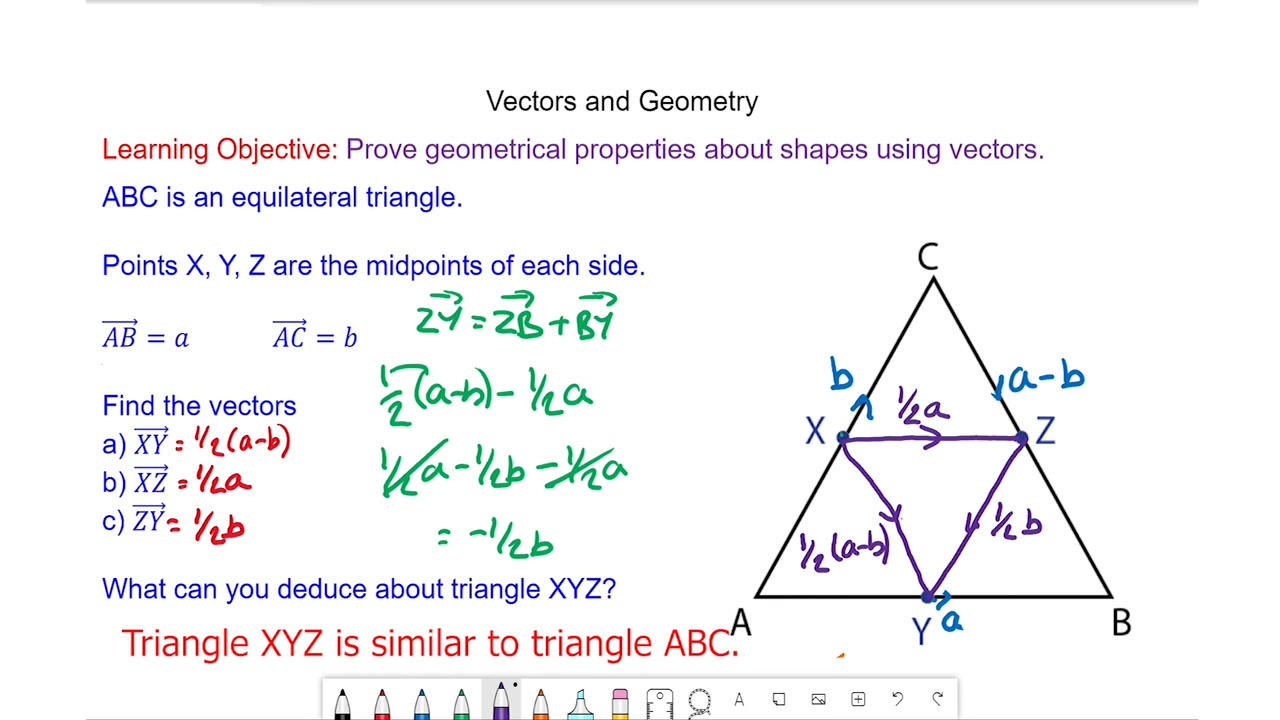 Vectors and Geometry
Learning Objective: Prove geometrical properties about shapes using vectors.
ABC is an equilateral triangle.
Points X, Y, Z are the midpoints of each side.
AB⃗ = a
AC⃗ = b
ZY⃗ = ZB⃗ + BY⃗
1/2(a-b) - 1/2a
1/2a - 1/2b - 1/2a
= -1/2b
Find the vectors
a) XY⃗ = 1/2(a-b)
b) XZ⃗ = 1/2a
c) ZY⃗ = 1/2b
What can you deduce about triangle XYZ?
Triangle XYZ is similar to triangle ABC.
C
b
a-b
1/2a
X
Z
1/2(a-b)
1/2b
A
Y
a
B
A